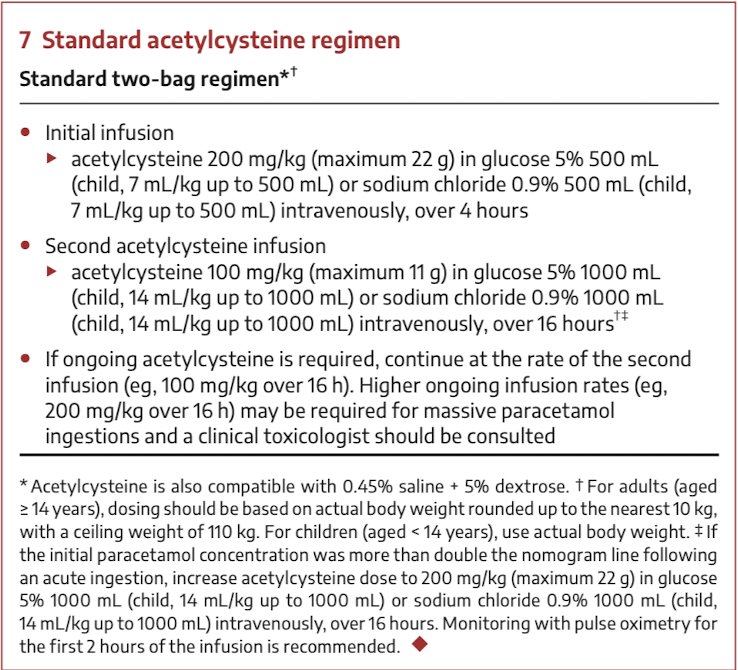 7 Standard acetylcysteine regimen
Standard two-bag regimen*†
• Initial infusion
▶ acetylcysteine 200 mg/kg (maximum 22 g) in glucose 5% 500 mL
(child, 7 mL/kg up to 500 mL) or sodium chloride 0.9% 500 mL (child,
7 mL/kg up to 500 mL) intravenously, over 4 hours
• Second acetylcysteine infusion
▶ acetylcysteine 100 mg/kg (maximum 11 g) in glucose 5% 1000 mL
(child, 14 mL/kg up to 1000 mL) or sodium chloride 0.9% 1000 mL
(child, 14 mL/kg up to 1000 mL) intravenously, over 16 hours†‡
• If ongoing acetylcysteine is required, continue at the rate of the second
infusion (eg, 100 mg/kg over 16 h). Higher ongoing infusion rates (eg,
200 mg/kg over 16 h) may be required for massive paracetamol
ingestions and a clinical toxicologist should be consulted
* Acetylcysteine is also compatible with 0.45% saline + 5% dextrose. † For adults (aged
≥ 14 years), dosing should be based on actual body weight rounded up to the nearest 10 kg,
with a ceiling weight of 110 kg. For children (aged < 14 years), use actual body weight. ‡ If
the initial paracetamol concentration was more than double the nomogram line following
an acute ingestion, increase acetylcysteine dose to 200 mg/kg (maximum 22 g) in glucose
5% 1000 mL (child, 14 mL/kg up to 1000 mL) or sodium chloride 0.9% 1000 mL (child,
14 mL/kg up to 1000 mL) intravenously, over 16 hours. Monitoring with pulse oximetry for
the first 2 hours of the infusion is recommended. ◆